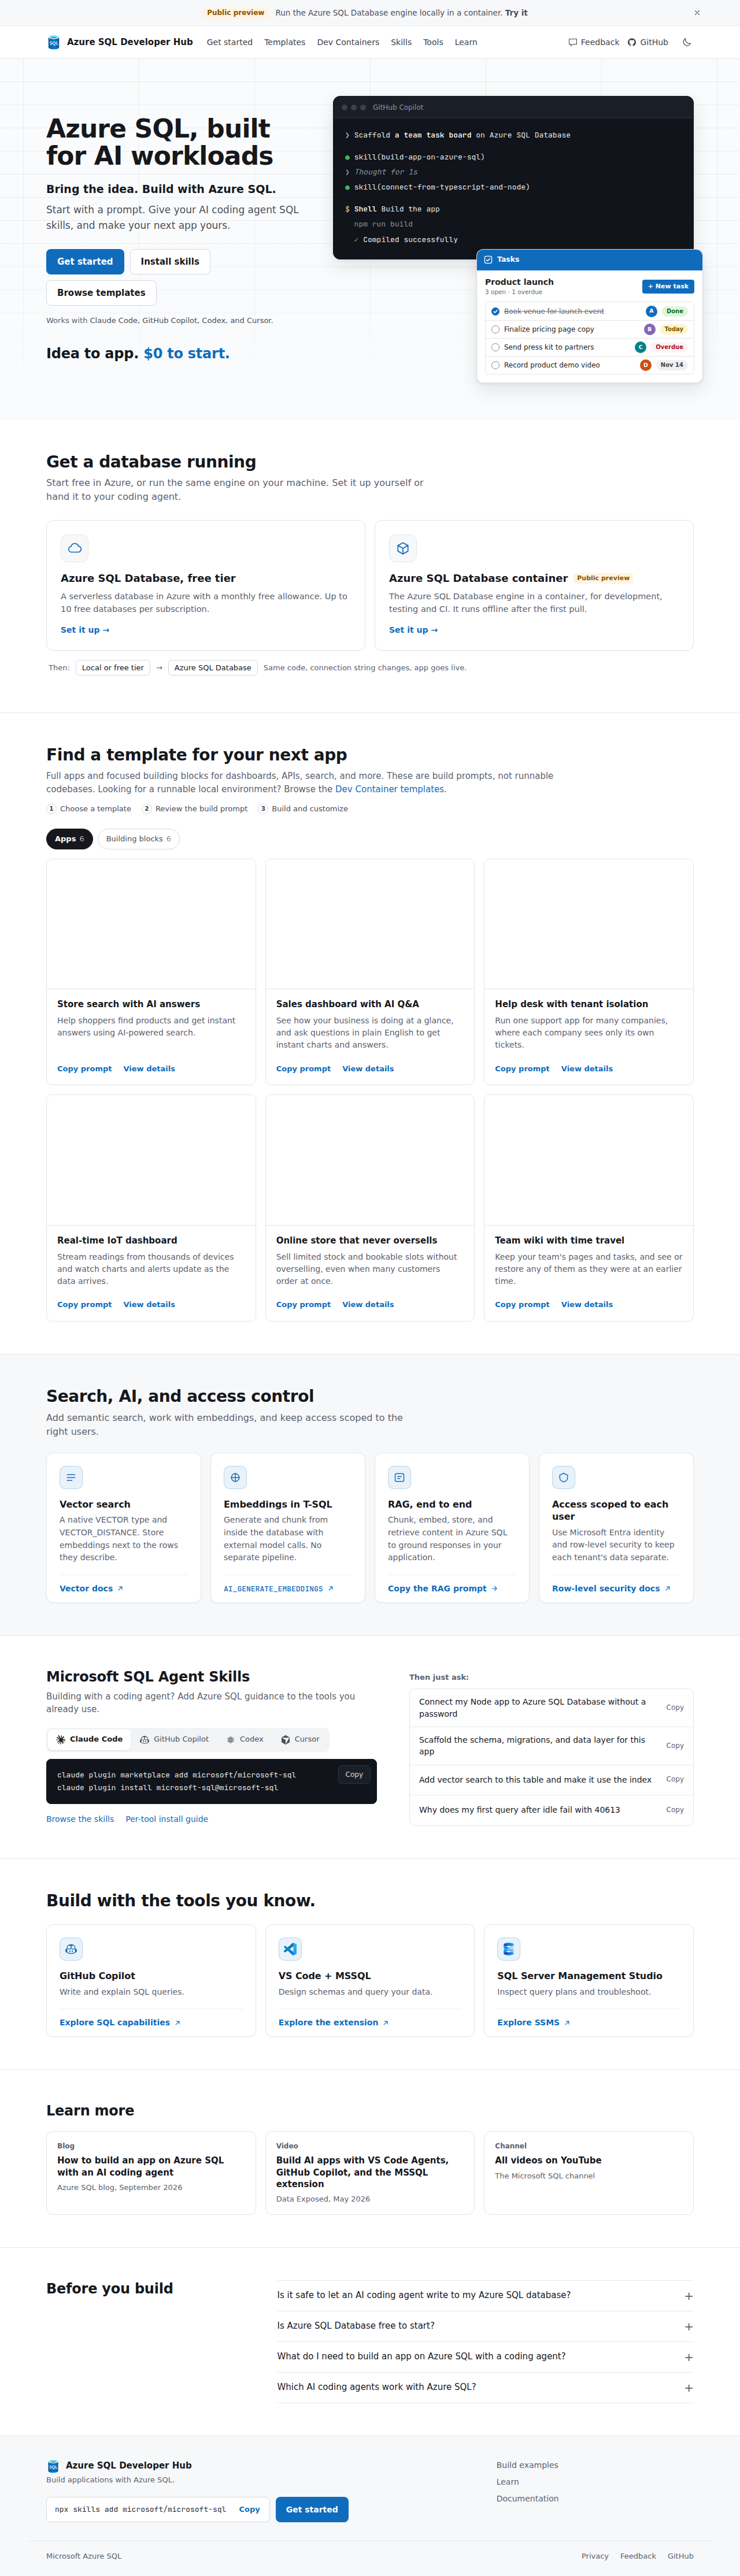 Public preview Run the Azure SQL Database engine locally in a container. Try it
Azure SQL Developer Hub Get started Templates Dev Containers Skills Tools Learn Feedback GitHub
Azure SQL, built
for AI workloads
Bring the idea. Build with Azure SQL.
Start with a prompt. Give your AI coding agent SQL
skills, and make your next app yours.
Get started Install skills
Browse templates
Works with Claude Code, GitHub Copilot, Codex, and Cursor.
Idea to app. $0 to start.
GitHub Copilot
❯ Scaffold a team task board on Azure SQL Database
● skill(build-app-on-azure-sql)
❯ Thought for 1s
● skill(connect-from-typescript-and-node)
$ Shell Build the app
npm run build
✓ Compiled successfully
Tasks
Product launch
3 open · 1 overdue
+ New task
Book venue for launch event A Done
Finalize pricing page copy B Today
Send press kit to partners C Overdue
Record product demo video D Nov 14
Get a database running
Start free in Azure, or run the same engine on your machine. Set it up yourself or
hand it to your coding agent.
Azure SQL Database, free tier
A serverless database in Azure with a monthly free allowance. Up to
10 free databases per subscription.
Set it up →
Azure SQL Database container Public preview
The Azure SQL Database engine in a container, for development,
testing and CI. It runs offline after the first pull.
Set it up →
Then: Local or free tier → Azure SQL Database Same code, connection string changes, app goes live.
Find a template for your next app
Full apps and focused building blocks for dashboards, APIs, search, and more. These are build prompts, not runnable
codebases. Looking for a runnable local environment? Browse the Dev Container templates.
1 Choose a template 2 Review the build prompt 3 Build and customize
Apps 6 Building blocks 6
Store search with AI answers
Help shoppers find products and get instant
answers using AI-powered search.
Copy prompt View details
Sales dashboard with AI Q&A
See how your business is doing at a glance,
and ask questions in plain English to get
instant charts and answers.
Copy prompt View details
Help desk with tenant isolation
Run one support app for many companies,
where each company sees only its own
tickets.
Copy prompt View details
Real-time IoT dashboard
Stream readings from thousands of devices
and watch charts and alerts update as the
data arrives.
Copy prompt View details
Online store that never oversells
Sell limited stock and bookable slots without
overselling, even when many customers
order at once.
Copy prompt View details
Team wiki with time travel
Keep your team's pages and tasks, and see or
restore any of them as they were at an earlier
time.
Copy prompt View details
Search, AI, and access control
Add semantic search, work with embeddings, and keep access scoped to the
right users.
Vector search
A native VECTOR type and
VECTOR_DISTANCE. Store
embeddings next to the rows
they describe.
Vector docs ↗
Embeddings in T-SQL
Generate and chunk from
inside the database with
external model calls. No
separate pipeline.
AI_GENERATE_EMBEDDINGS ↗
RAG, end to end
Chunk, embed, store, and
retrieve content in Azure SQL
to ground responses in your
application.
Copy the RAG prompt →
Access scoped to each
user
Use Microsoft Entra identity
and row-level security to keep
each tenant's data separate.
Row-level security docs ↗
Microsoft SQL Agent Skills
Building with a coding agent? Add Azure SQL guidance to the tools you
already use.
Claude Code GitHub Copilot Codex Cursor
claude plugin marketplace add microsoft/microsoft-sql
claude plugin install microsoft-sql@microsoft-sql
Copy
Browse the skills Per-tool install guide
Then just ask:
Connect my Node app to Azure SQL Database without a
password
Copy
Scaffold the schema, migrations, and data layer for this
app
Copy
Add vector search to this table and make it use the index Copy
Why does my first query after idle fail with 40613 Copy
Build with the tools you know.
GitHub Copilot
Write and explain SQL queries.
Explore SQL capabilities ↗
VS Code + MSSQL
Design schemas and query your data.
Explore the extension ↗
SQL Server Management Studio
Inspect query plans and troubleshoot.
Explore SSMS ↗
Learn more
Blog
How to build an app on Azure SQL
with an AI coding agent
Azure SQL blog, September 2026
Video
Build AI apps with VS Code Agents,
GitHub Copilot, and the MSSQL
extension
Data Exposed, May 2026
Channel
All videos on YouTube
The Microsoft SQL channel
Before you build
Is it safe to let an AI coding agent write to my Azure SQL database?
Is Azure SQL Database free to start?
What do I need to build an app on Azure SQL with a coding agent?
Which AI coding agents work with Azure SQL?
Azure SQL Developer Hub
Build applications with Azure SQL.
npx skills add microsoft/microsoft-sql Copy Get started
Build examples
Learn
Documentation
Microsoft Azure SQL Privacy Feedback GitHub